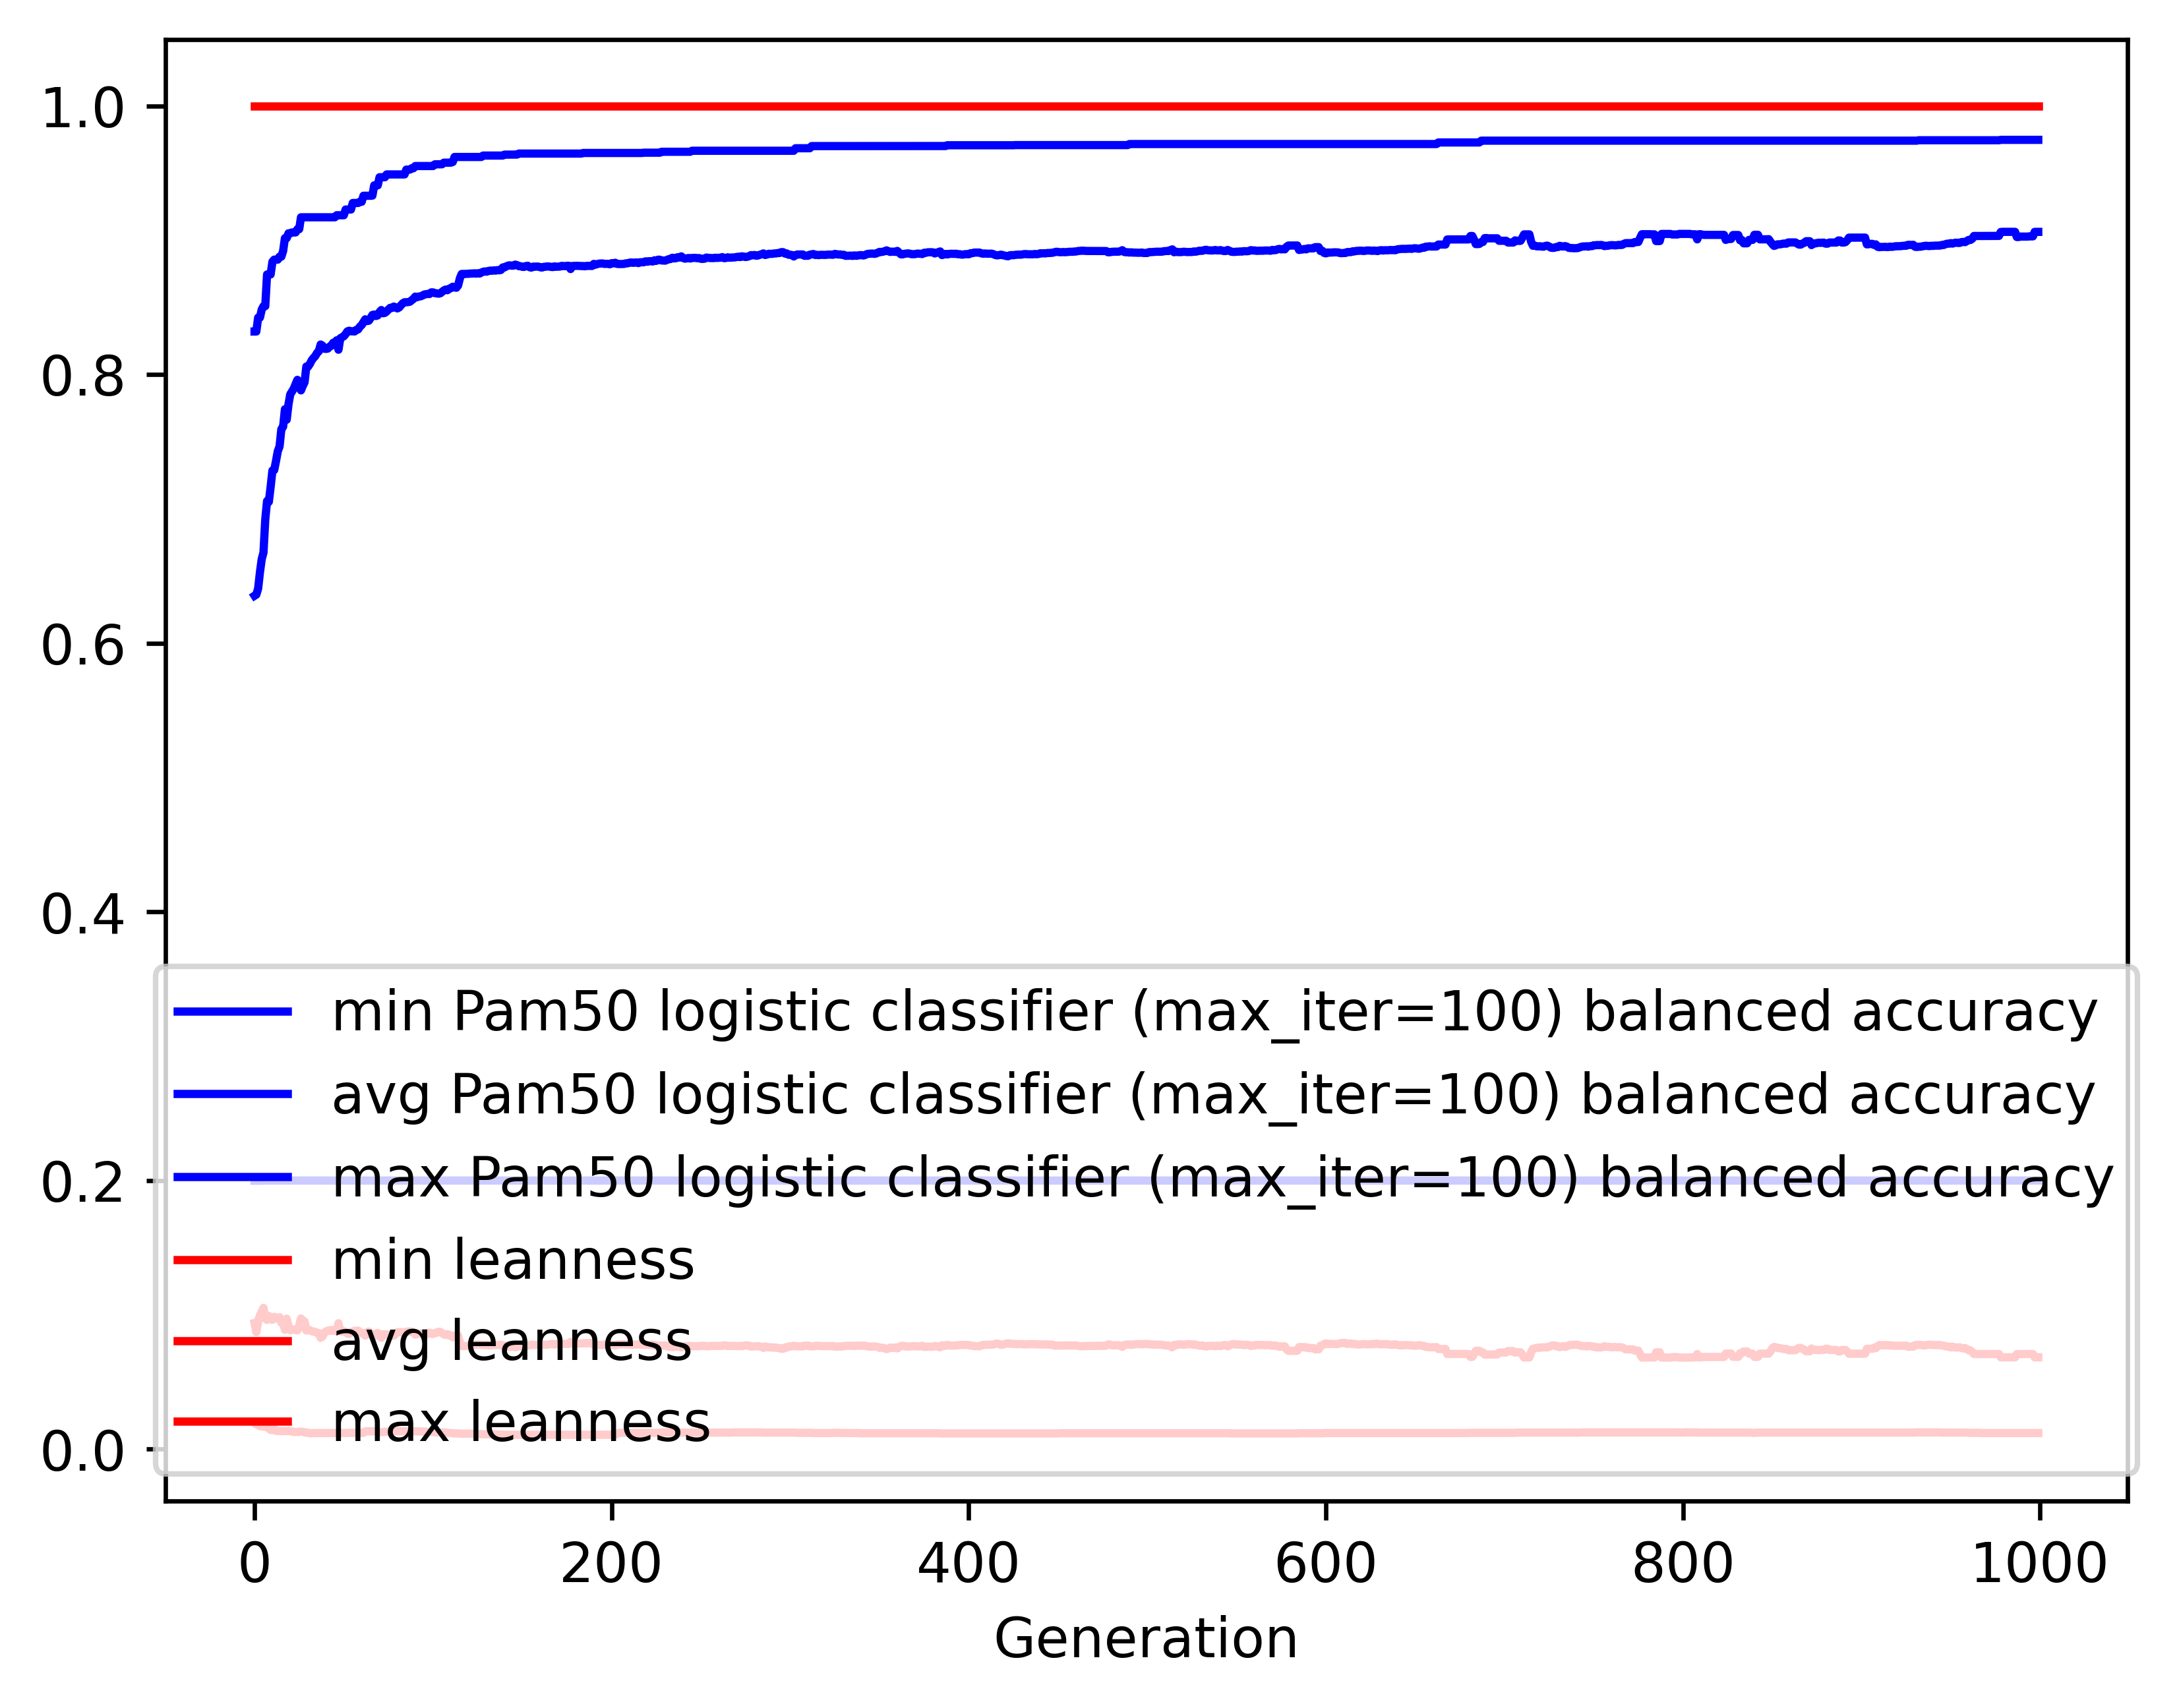 1.0
0.8
0.6
0.4
0.2
0.0
min Pam50 logistic classifier (max_iter=100) balanced accuracy
avg Pam50 logistic classifier (max_iter=100) balanced accuracy
max Pam50 logistic classifier (max_iter=100) balanced accuracy
min leanness
avg leanness
max leanness
0 200 400 600 800 1000
Generation